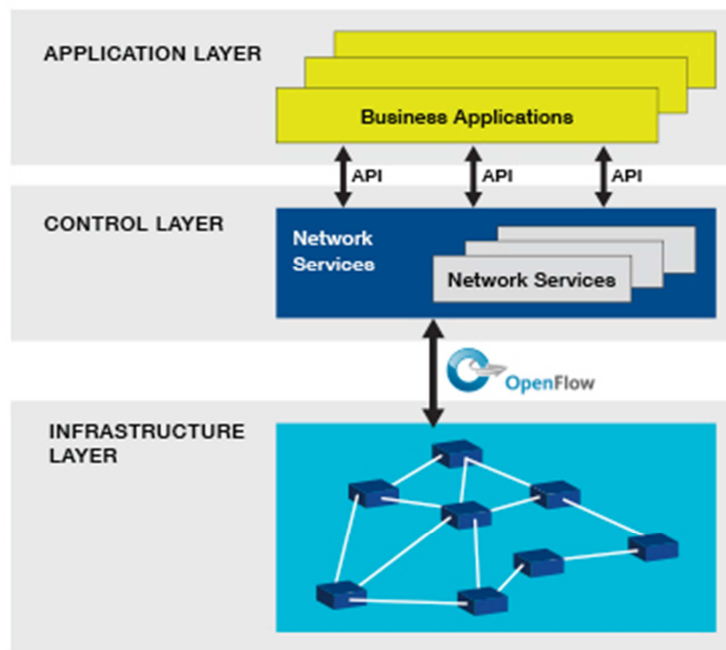 APPLICATION LAYER
Business Applications
API
API
API
CONTROL LAYER
Network
Services
Network Services
OpenFlow
INFRASTRUCTURE
LAYER